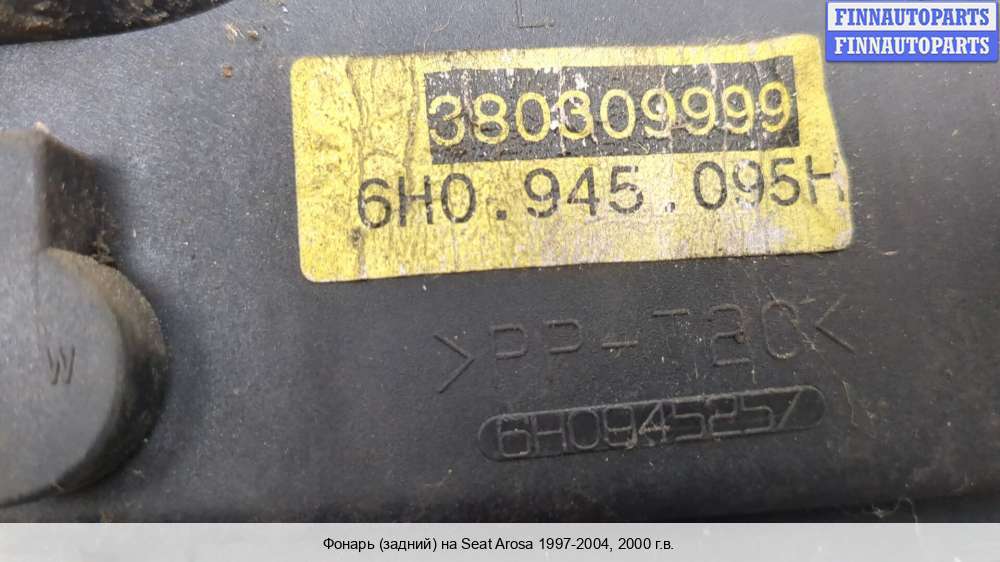 FINNAUTOPARTS
FINNAUTOPARTS
L
380309999
6H0.945.095H
>PP-T20<
6H0945257
W
Фонарь (задний) на Seat Arosa 1997-2004, 2000 г.в.